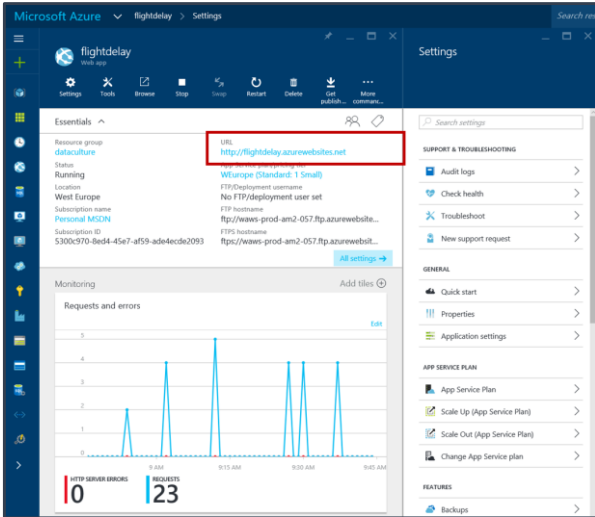 Microsoft Azure flightdelay > Settings Search res
flightdelay
Web app
Settings Tools Browse Stop Swap Restart Delete Get publish... More commanc...
Essentials
Resource group
dataculture
URL
http://flightdelay.azurewebsites.net
Status
Running
WEurope (Standard: 1 Small)
Location
West Europe
FTP/Deployment username
No FTP/deployment user set
Subscription name
Personal MSDN
FTP hostname
ftp://waws-prod-am2-057.ftp.azurewebsite...
Subscription ID
5300c970-8ed4-45e7-af59-ade4ecde2093
FTPS hostname
ftps://waws-prod-am2-057.ftp.azurewebsit...
All settings →
Monitoring
Add tiles
Requests and errors
Edit
5
4
3
2
1
0
9 AM 9:15 AM 9:30 AM 9:45 AM
HTTP SERVER ERRORS
0
REQUESTS
23
Settings
Search settings
SUPPORT & TROUBLESHOOTING
Audit logs
Check health
Troubleshoot
New support request
GENERAL
Quick start
Properties
Application settings
APP SERVICE PLAN
App Service Plan
Scale Up (App Service Plan)
Scale Out (App Service Plan)
Change App Service plan
FEATURES
Backups